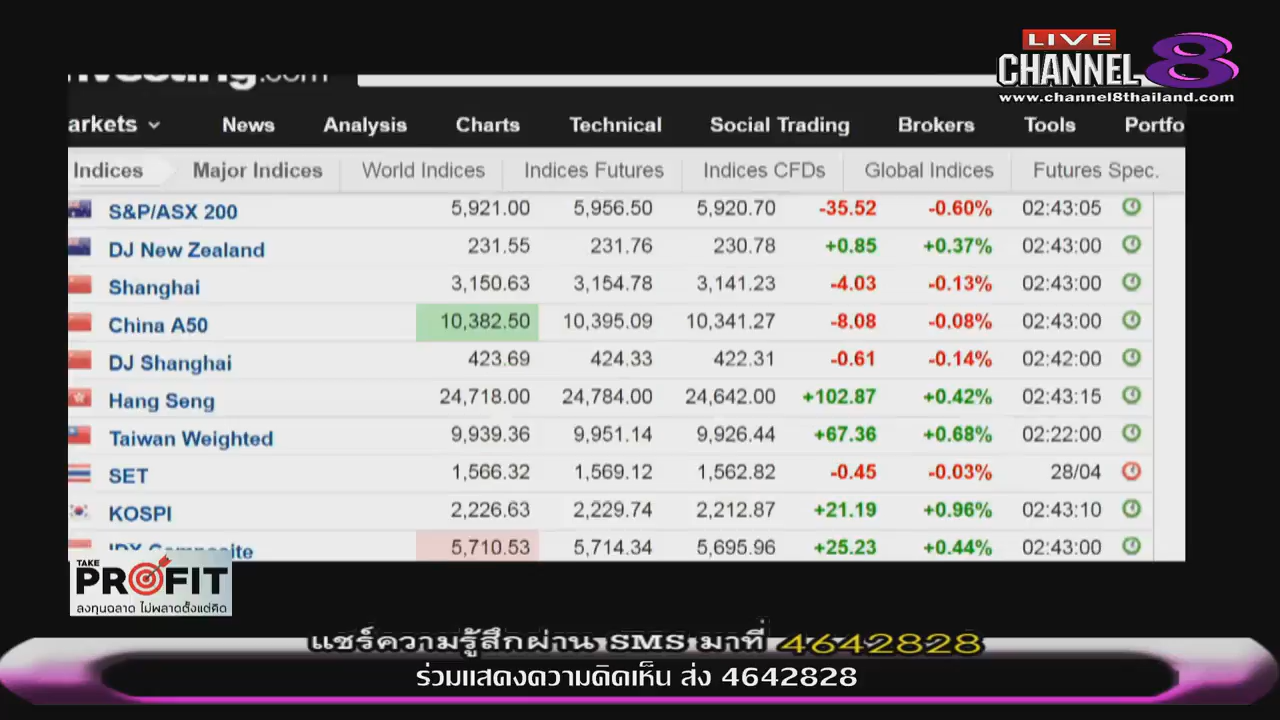 LIVE
CHANNEL 8
www.channel8thailand.com
Investing.com
arkets News Analysis Charts Technical Social Trading Brokers Tools Portfo
Indices Major Indices World Indices Indices Futures Indices CFDs Global Indices Futures Spec.
S&P/ASX 200 5,921.00 5,956.50 5,920.70 -35.52 -0.60% 02:43:05
DJ New Zealand 231.55 231.76 230.78 +0.85 +0.37% 02:43:00
Shanghai 3,150.63 3,154.78 3,141.23 -4.03 -0.13% 02:43:00
China A50 10,382.50 10,395.09 10,341.27 -8.08 -0.08% 02:43:00
DJ Shanghai 423.69 424.33 422.31 -0.61 -0.14% 02:42:00
Hang Seng 24,718.00 24,784.00 24,642.00 +102.87 +0.42% 02:43:15
Taiwan Weighted 9,939.36 9,951.14 9,926.44 +67.36 +0.68% 02:22:00
SET 1,566.32 1,569.12 1,562.82 -0.45 -0.03% 28/04
KOSPI 2,226.63 2,229.74 2,212.87 +21.19 +0.96% 02:43:10
IDX Composite 5,710.53 5,714.34 5,695.96 +25.23 +0.44% 02:43:00
TAKE
PROFIT
ลงทุนฉลาด ไม่พลาดตั้งแต่คิด
แชร์ความรู้สึกผ่าน SMS มาที่ 4642828
ร่วมแสดงความคิดเห็น ส่ง 4642828